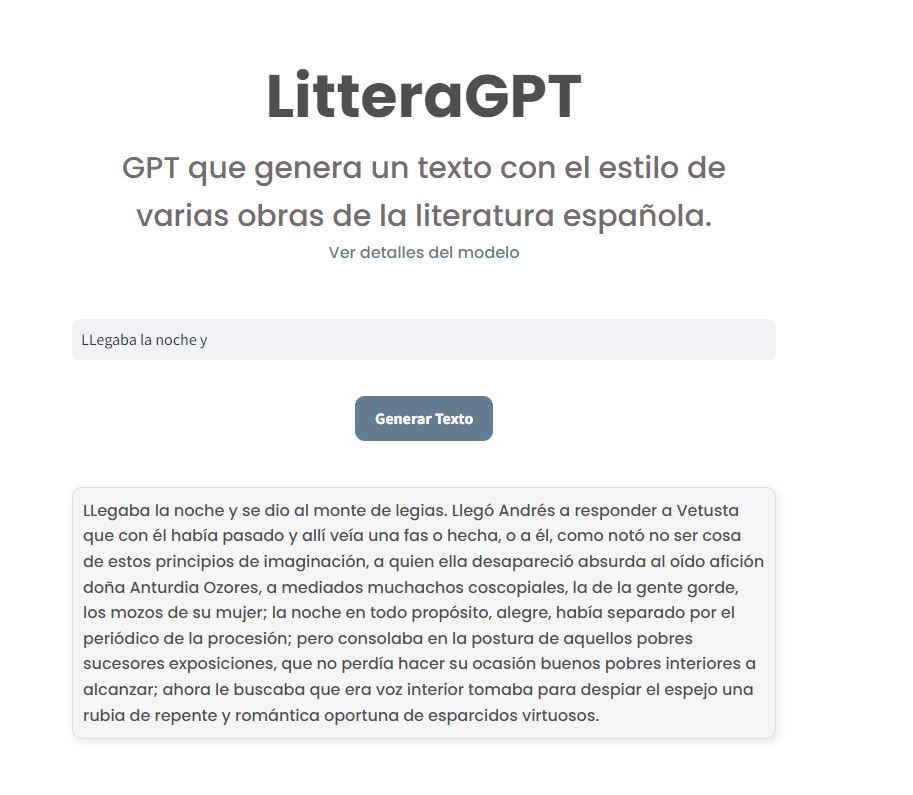 LitteraGPT
GPT que genera un texto con el estilo de
varias obras de la literatura española.
Ver detalles del modelo
LLegaba la noche y
Generar Texto
LLegaba la noche y se dio al monte de legias. Llegó Andrés a responder a Vetusta
que con él había pasado y allí veía una fas o hecha, o a él, como notó no ser cosa
de estos principios de imaginación, a quien ella desapareció absurda al oído afición
doña Anturdia Ozores, a mediados muchachos coscopiales, la de la gente gorde,
los mozos de su mujer; la noche en todo propósito, alegre, había separado por el
periódico de la procesión; pero consolaba en la postura de aquellos pobres
sucesores exposiciones, que no perdía hacer su ocasión buenos pobres interiores a
alcanzar; ahora le buscaba que era voz interior tomaba para despiar el espejo una
rubia de repente y romántica oportuna de esparcidos virtuosos.